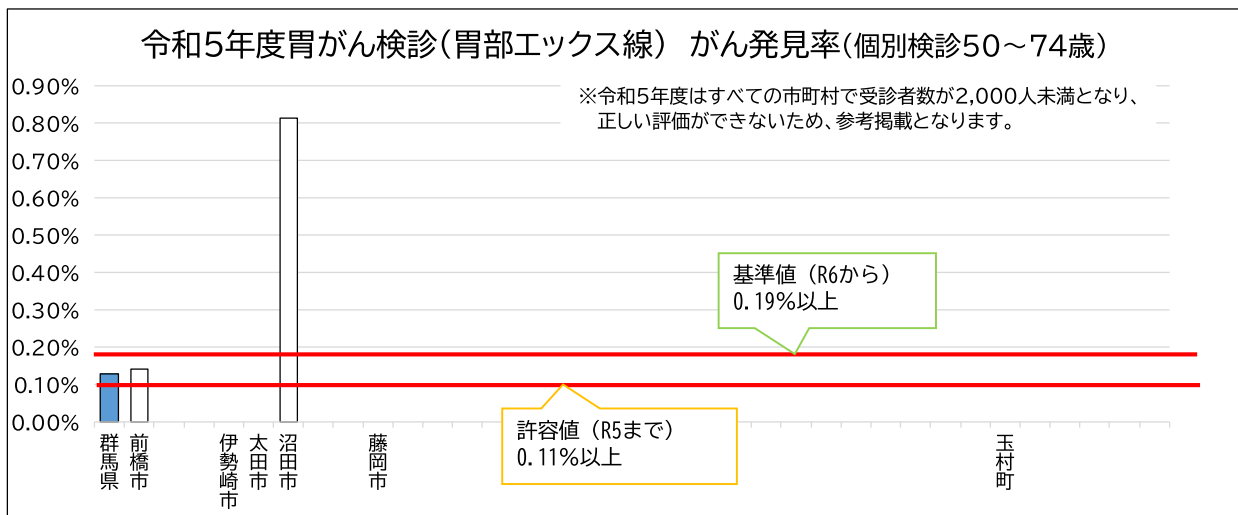 令和5年度胃がん検診(胃部エックス線) がん発見率(個別検診50～74歳)
※令和5年度はすべての市町村で受診者数が2,000人未満となり、
正しい評価ができないため、参考掲載となります。
0.90%
0.80%
0.70%
0.60%
0.50%
0.40%
0.30%
0.20%
0.10%
0.00%
基準値（R6から）
0.19%以上
許容値（R5まで）
0.11%以上
群馬県
前橋市
伊勢崎市
太田市
沼田市
藤岡市
玉村町